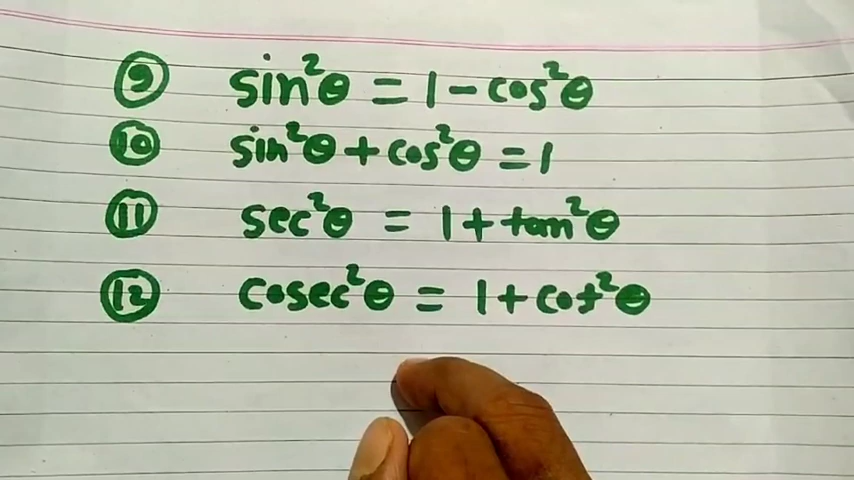 ⑨ sin²θ = 1 - cos²θ
⑩ sin²θ + cos²θ = 1
⑪ sec²θ = 1 + tan²θ
⑫ cosec²θ = 1 + cot²θ